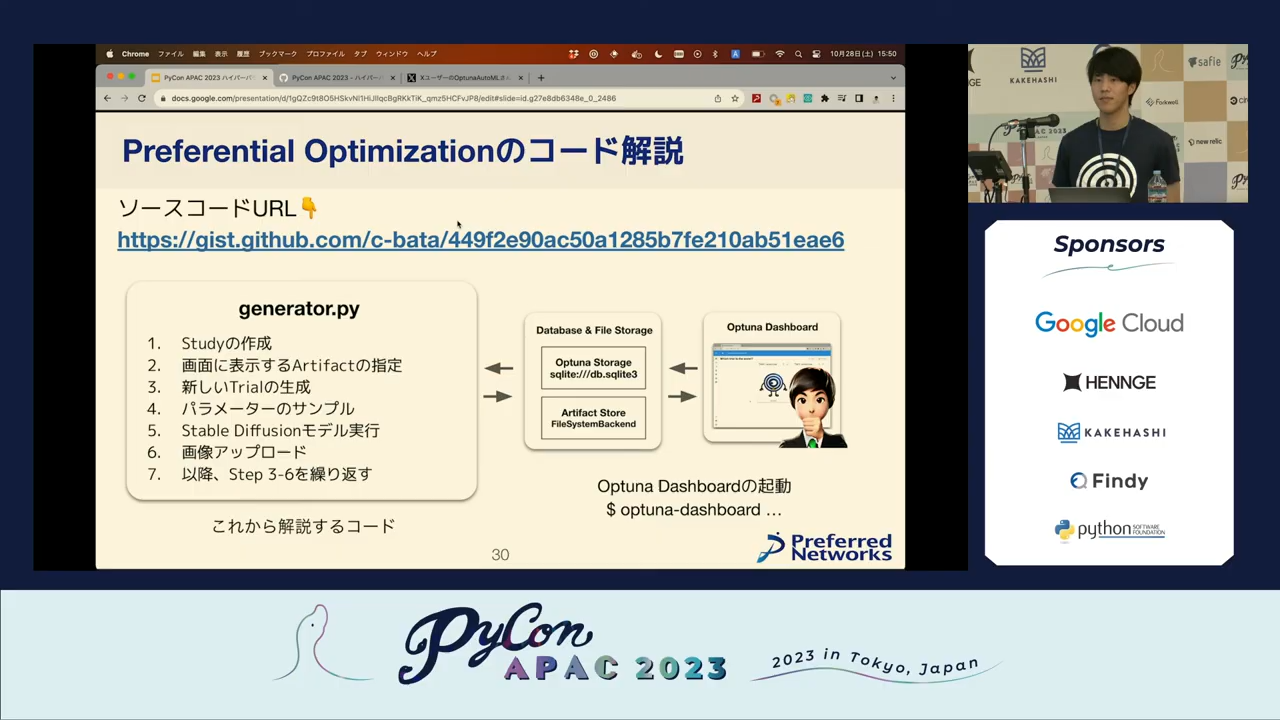 Chrome ファイル 編集 表示 履歴 ブックマーク プロファイル タブ ウィンドウ ヘルプ
10月28日(土) 15:50
PyCon APAC 2023 ハイパーパ
PyCon APAC 2023 - ハイパーパ
XユーザーのOptunaAutoMLさん
docs.google.com/presentation/d/1gQZc9t8O5HSkvNl1HiJIlqcBgRKkTiK_qmz5HCFvJP8/edit#slide=id.g27e8db6348e_0_2486
Preferential Optimizationのコード解説
ソースコードURL👇
https://gist.github.com/c-bata/449f2e90ac50a1285b7fe210ab51eae6
generator.py
1. Studyの作成
2. 画面に表示するArtifactの指定
3. 新しいTrialの生成
4. パラメーターのサンプル
5. Stable Diffusionモデル実行
6. 画像アップロード
7. 以降、Step 3-6を繰り返す
これから解説するコード
Database & File Storage
Optuna Storage
sqlite:///db.sqlite3
Artifact Store
FileSystemBackend
Optuna Dashboard
Optuna Dashboardの起動
$ optuna-dashboard …
30
Preferred
Networks
KAKEHASHI
safie
Forkwell
new relic
Sponsors
Google Cloud
HENNGE
KAKEHASHI
Findy
python
SOFTWARE
FOUNDATION
PyCon
APAC 2023
2023 in Tokyo, Japan